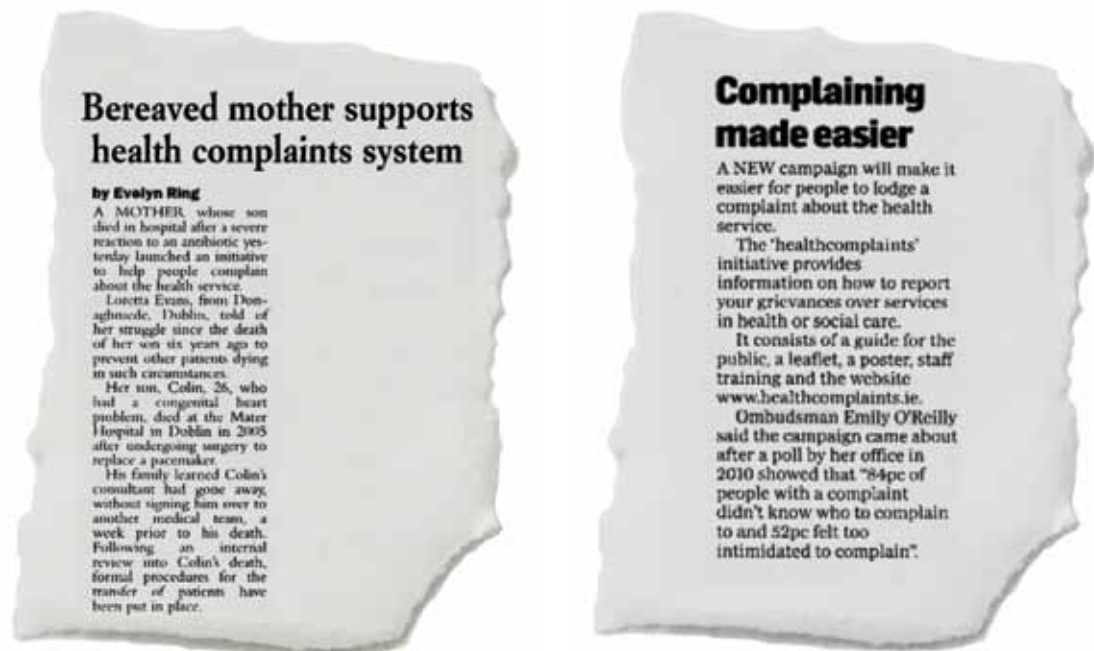 Bereaved mother supports
health complaints system
by Evelyn Ring
A MOTHER whose son
died in hospital after a severe
reaction to an antibiotic yes-
terday launched an initiative
to help people complain
about the health service.
Loretta Evans, from Don-
aghmede, Dublin, told of
her struggle since the death
of her son six years ago to
prevent other patients dying
in such circumstances.
Her son, Colin, 26, who
had a congenital heart
problem, died at the Mater
Hospital in Dublin in 2005
after undergoing surgery to
replace a pacemaker.
His family learned Colin's
consultant had gone away,
without signing him over to
another medical team, a
week prior to his death.
Following an internal
review into Colin's death,
formal procedures for the
transfer of patients have
been put in place.
Complaining
made easier
A NEW campaign will make it
easier for people to lodge a
complaint about the health
service.
The 'healthcomplaints'
initiative provides
information on how to report
your grievances over services
in health or social care.
It consists of a guide for the
public, a leaflet, a poster, staff
training and the website
www.healthcomplaints.ie.
Ombudsman Emily O'Reilly
said the campaign came about
after a poll by her office in
2010 showed that "84pc of
people with a complaint
didn't know who to complain
to and 52pc felt too
intimidated to complain".